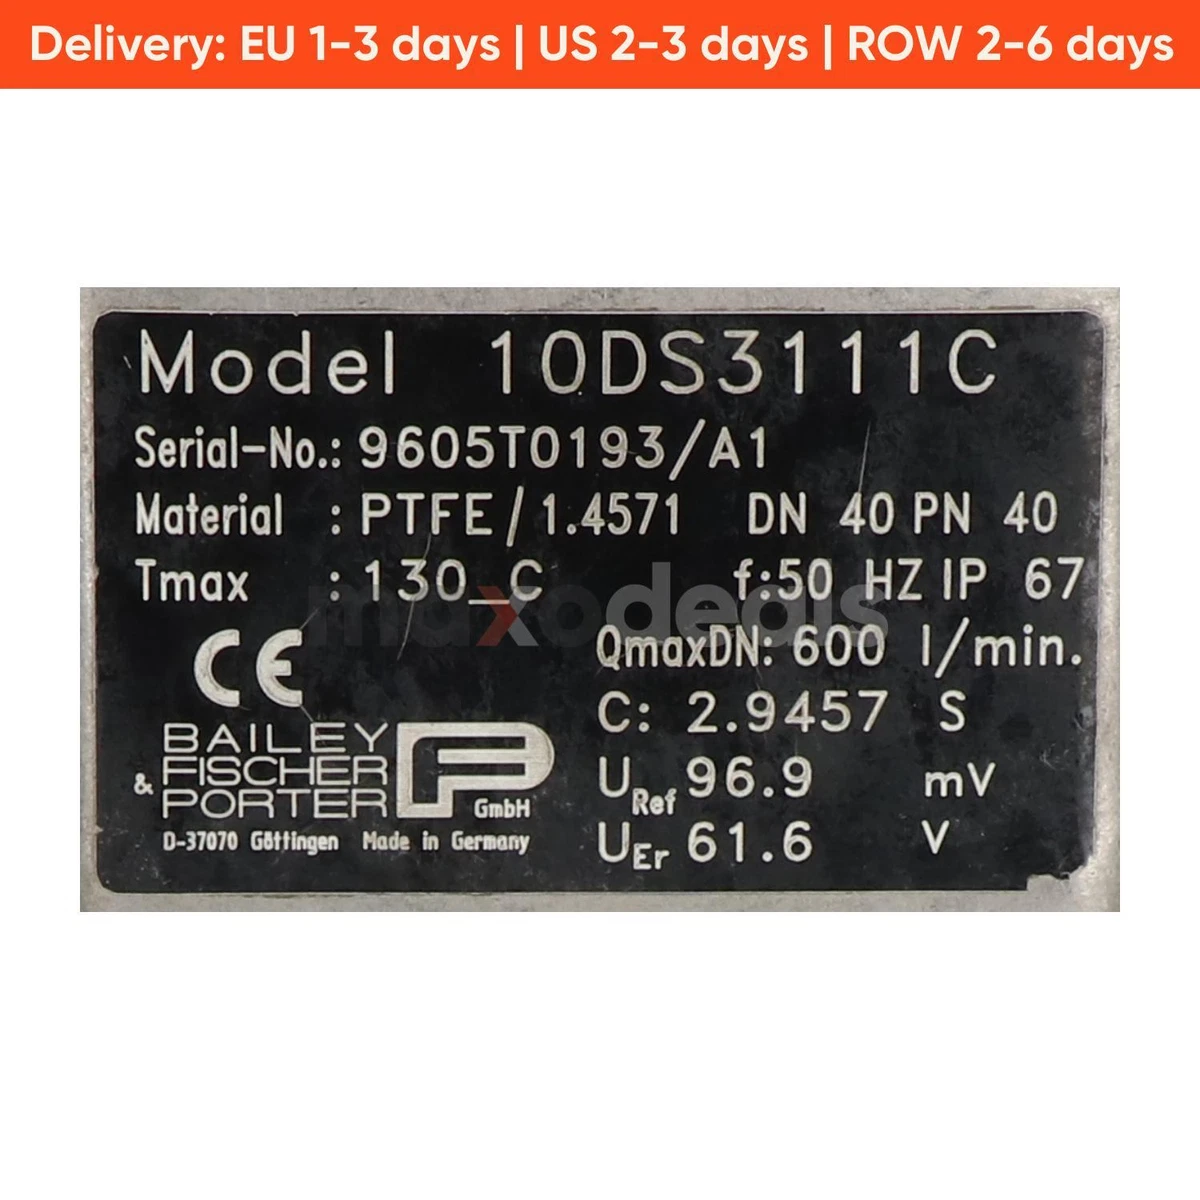 Delivery: EU 1-3 days | US 2-3 days | ROW 2-6 days
Model 10DS3111C
Serial-No.: 9605T0193/A1
Material : PTFE/1.4571 DN 40 PN 40
Tmax : 130_C f:50 HZ IP 67
maxodeals
QmaxDN: 600 l/min.
CE
C: 2.9457 S
BAILEY
& FISCHER
PORTER
FP
GmbH
URef 96.9 mV
D-37070 Göttingen Made in Germany
UEr 61.6 V